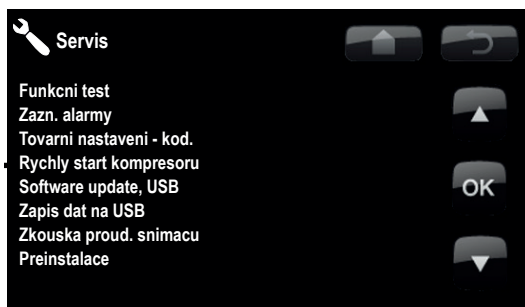 Servis
Funkcni test
Zazn. alarmy
Tovarni nastaveni - kod.
Rychly start kompresoru
Software update, USB
OK
Zapis dat na USB
Zkouska proud. snimacu
Preinstalace